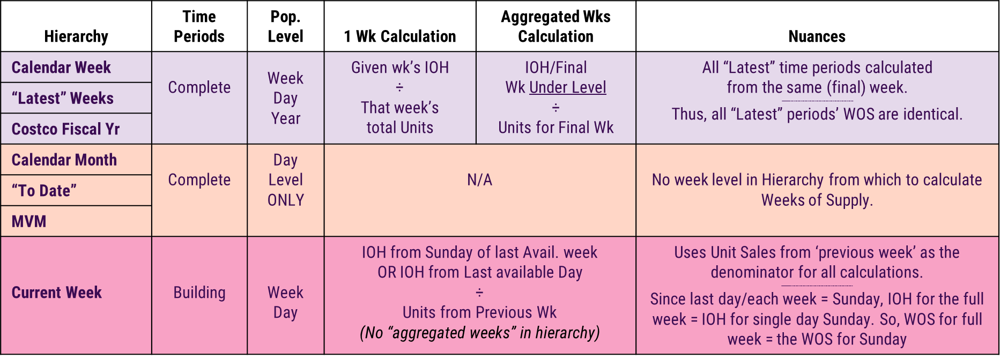 Hierarchy
Time
Periods
Pop.
Level
1 Wk Calculation
Aggregated Wks
Calculation
Nuances
Calendar Week
“Latest” Weeks
Costco Fiscal Yr
Complete
Week
Day
Year
Given wk’s IOH
÷
That week’s
total Units
IOH/Final
Wk Under Level
÷
Units for Final Wk
All “Latest” time periods calculated
from the same (final) week.
Thus, all “Latest” periods’ WOS are identical.
Calendar Month
“To Date”
MVM
Complete
Day
Level
ONLY
N/A
No week level in Hierarchy from which to calculate
Weeks of Supply.
Current Week
Building
Week
Day
IOH from Sunday of last Avail. week
OR IOH from Last available Day
÷
Units from Previous Wk
(No “aggregated weeks” in hierarchy)
Uses Unit Sales from ‘previous week’ as the
denominator for all calculations.
Since last day/each week = Sunday, IOH for the full
week = IOH for single day Sunday. So, WOS for full
week = the WOS for Sunday